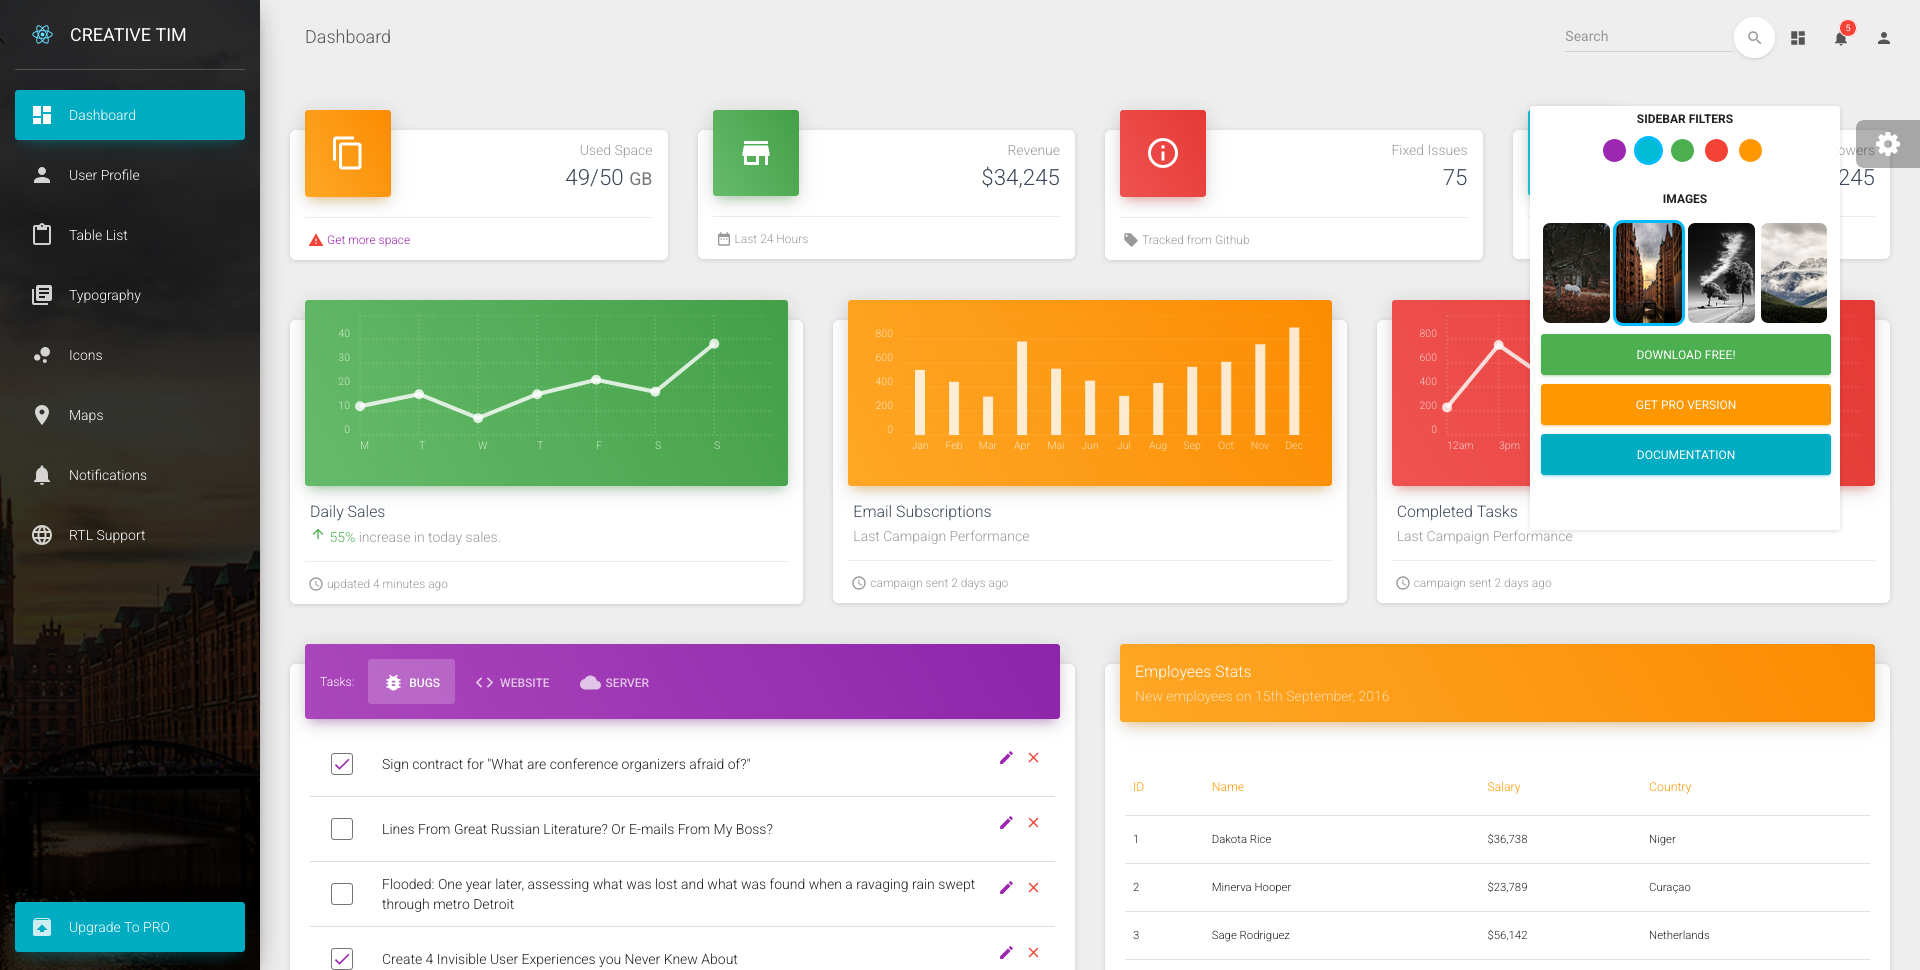 CREATIVE TIM
Dashboard
User Profile
Table List
Typography
Icons
Maps
Notifications
RTL Support
Upgrade To PRO
Dashboard
Search
5
Used Space
49/50 GB
Get more space
Revenue
$34,245
Last 24 Hours
Fixed Issues
75
Tracked from Github
owers
245
SIDEBAR FILTERS
IMAGES
DOWNLOAD FREE!
GET PRO VERSION
DOCUMENTATION
40
30
20
10
0
M T W T F S S
Daily Sales
55% increase in today sales.
updated 4 minutes ago
800
600
400
200
0
Jan Feb Mar Apr Mai Jun Jul Aug Sep Oct Nov Dec
Email Subscriptions
Last Campaign Performance
campaign sent 2 days ago
800
600
400
200
0
12am 3pm
Completed Tasks
Last Campaign Performance
campaign sent 2 days ago
Tasks: BUGS WEBSITE SERVER
Sign contract for "What are conference organizers afraid of?"
Lines From Great Russian Literature? Or E-mails From My Boss?
Flooded: One year later, assessing what was lost and what was found when a ravaging rain swept
through metro Detroit
Create 4 Invisible User Experiences you Never Knew About
Employees Stats
New employees on 15th September, 2016
ID Name Salary Country
1 Dakota Rice $36,738 Niger
2 Minerva Hooper $23,789 Curaçao
3 Sage Rodriguez $56,142 Netherlands